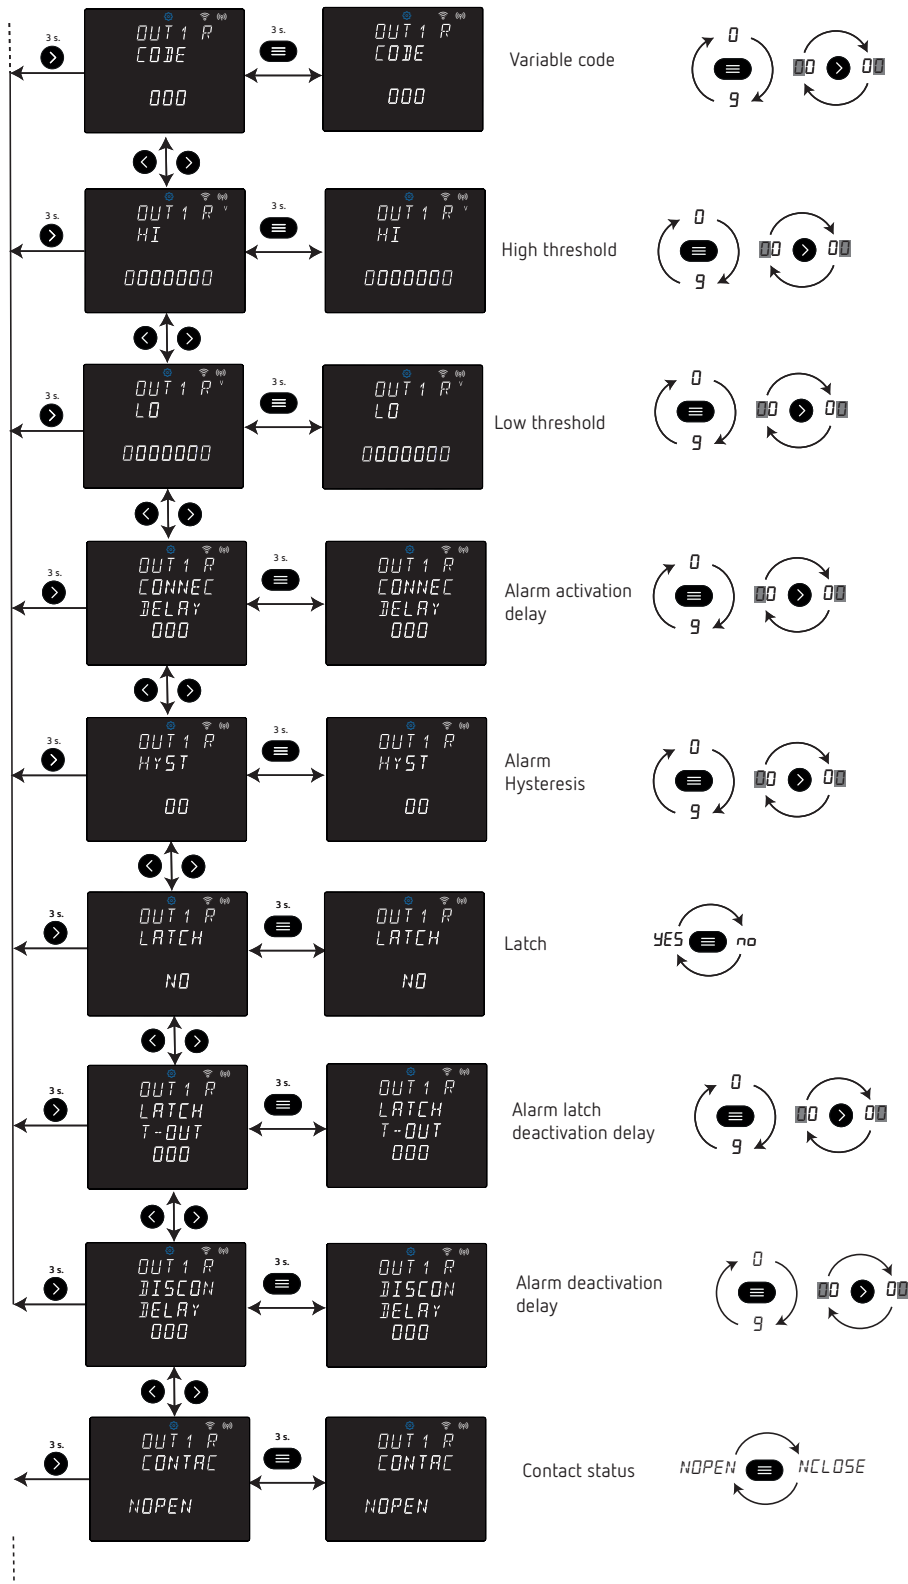 3 s.
OUT 1 R
CODE
000
3 s.
OUT 1 R
CODE
000
Variable code
0
9
00
00
3 s.
OUT 1 R V
HI
0000000
3 s.
OUT 1 R V
HI
0000000
High threshold
0
9
00
00
3 s.
OUT 1 R V
LO
0000000
3 s.
OUT 1 R V
LO
0000000
Low threshold
0
9
00
00
3 s.
OUT 1 R
CONNEC
DELAY
000
3 s.
OUT 1 R
CONNEC
DELAY
000
Alarm activation
delay
0
9
00
00
3 s.
OUT 1 R
HYST
00
3 s.
OUT 1 R
HYST
00
Alarm
Hysteresis
0
9
00
00
3 s.
OUT 1 R
LATCH
NO
3 s.
OUT 1 R
LATCH
NO
Latch
YES
no
3 s.
OUT 1 R
LATCH
T-OUT
000
3 s.
OUT 1 R
LATCH
T-OUT
000
Alarm latch
deactivation delay
0
9
00
00
3 s.
OUT 1 R
DISCON
DELAY
000
3 s.
OUT 1 R
DISCON
DELAY
000
Alarm deactivation
delay
0
9
00
00
3 s.
OUT 1 R
CONTAC
NOPEN
3 s.
OUT 1 R
CONTAC
NOPEN
Contact status
NOPEN
NCLOSE